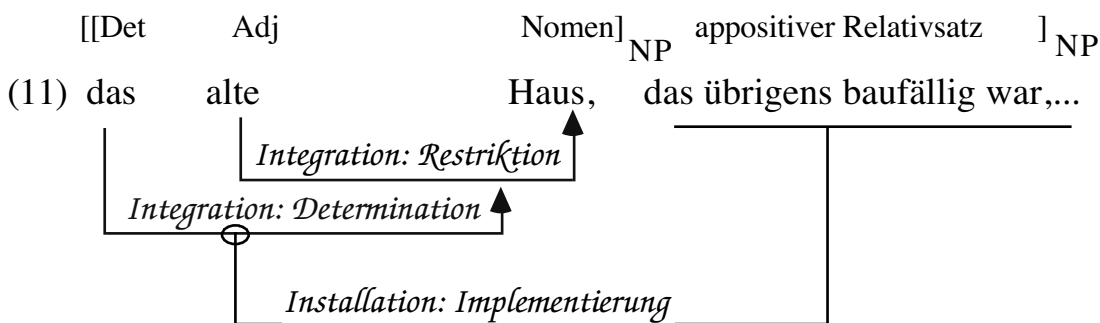 [[Det Adj Nomen]NP appositiver Relativsatz ]NP
(11) das alte Haus, das übrigens baufällig war,...
Integration: Restriktion
Integration: Determination
Installation: Implementierung